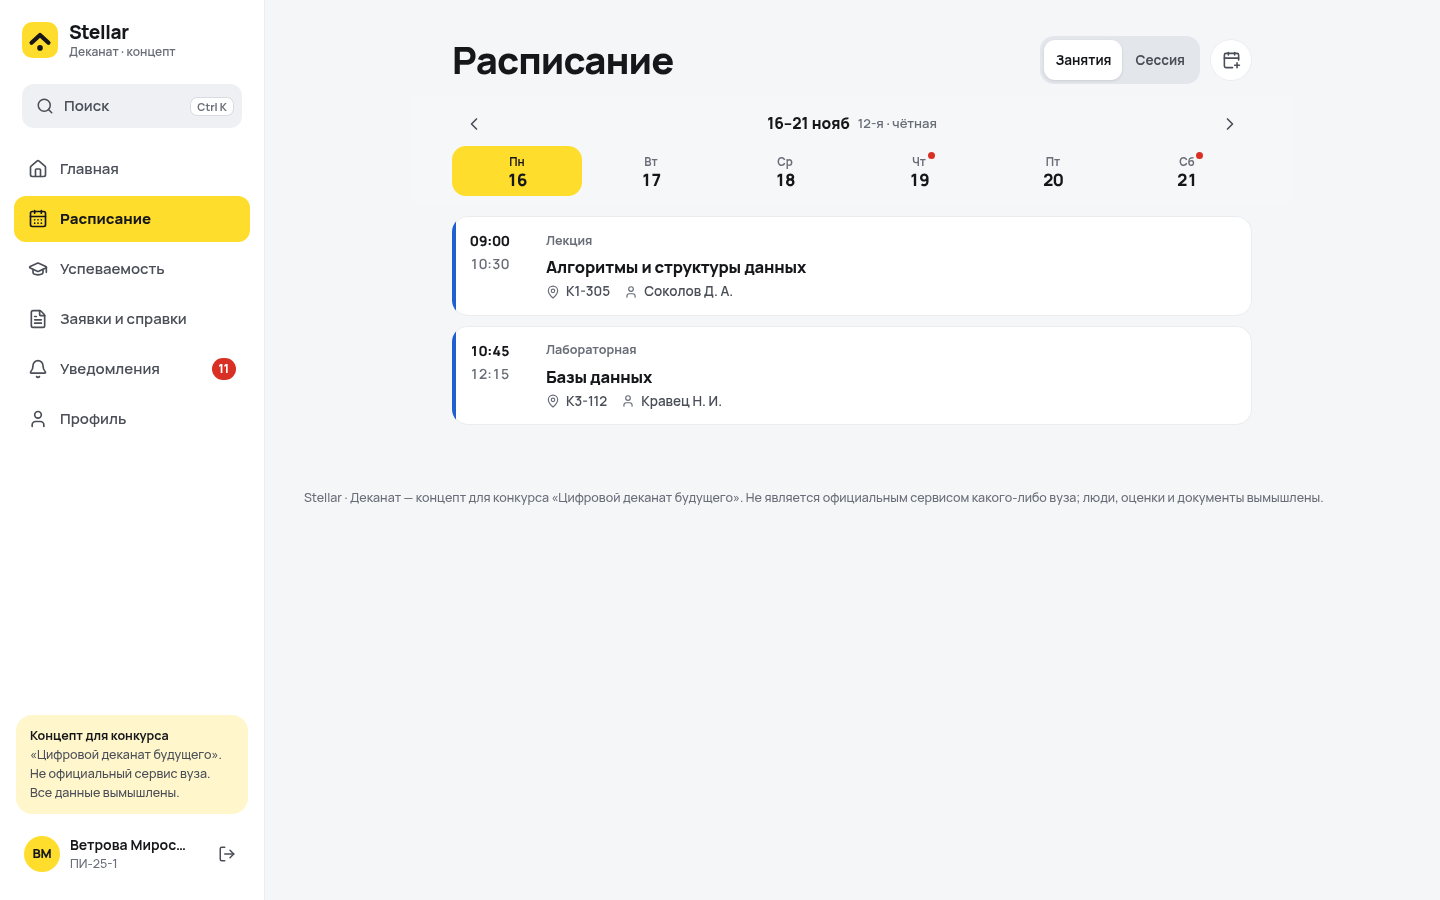 Stellar
Деканат · концепт
Поиск
Ctrl K
Главная
Расписание
Успеваемость
Заявки и справки
Уведомления
11
Профиль
Концепт для конкурса
«Цифровой деканат будущего».
Не официальный сервис вуза.
Все данные вымышлены.
ВМ
Ветрова Мирос…
ПИ-25-1
Расписание
Занятия
Сессия
16–21 нояб 12-я · чётная
Пн
16
Вт
17
Ср
18
Чт
19
Пт
20
Сб
21
09:00
10:30
Лекция
Алгоритмы и структуры данных
К1-305
Соколов Д. А.
10:45
12:15
Лабораторная
Базы данных
К3-112
Кравец Н. И.
Stellar · Деканат — концепт для конкурса «Цифровой деканат будущего». Не является официальным сервисом какого-либо вуза; люди, оценки и документы вымышлены.